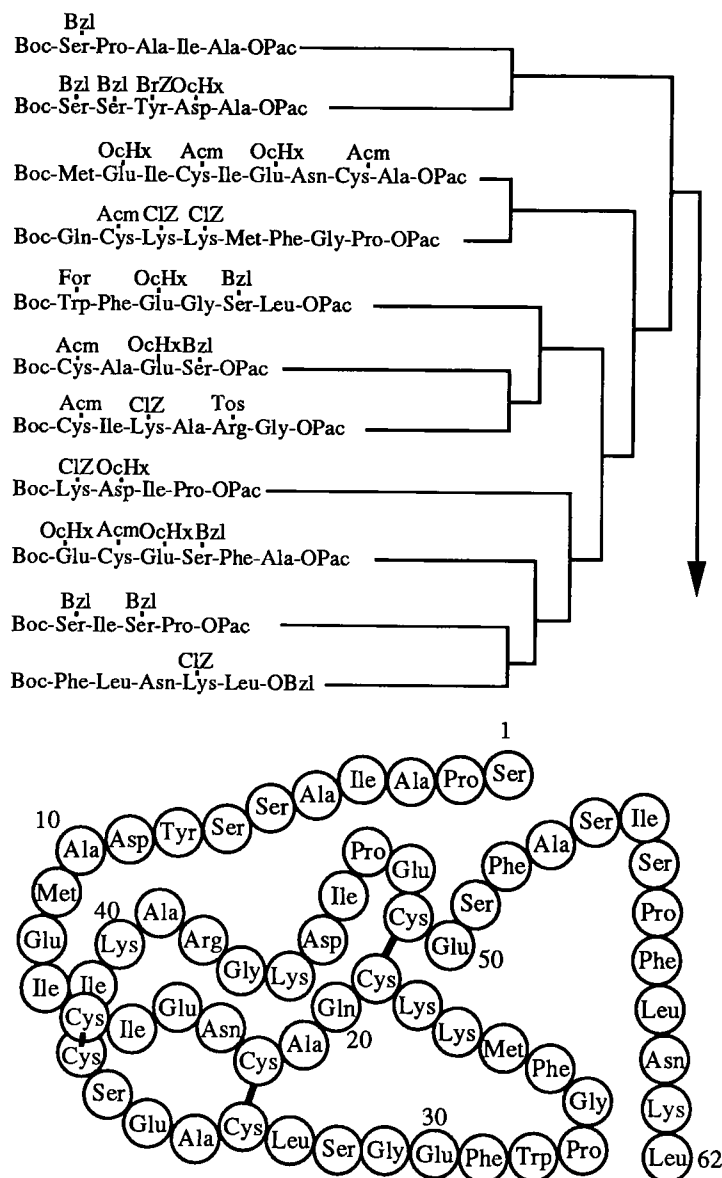 Bzl
Boc-Ser-Pro-Ala-Ile-Ala-OPac
Bzl Bzl BrZOcHx
Boc-Ser-Ser-Tyr-Asp-Ala-OPac
OcHx Acm OcHx Acm
Boc-Met-Glu-Ile-Cys-Ile-Glu-Asn-Cys-Ala-OPac
Acm ClZ ClZ
Boc-Gln-Cys-Lys-Lys-Met-Phe-Gly-Pro-OPac
For OcHx Bzl
Boc-Trp-Phe-Glu-Gly-Ser-Leu-OPac
Acm OcHxBzl
Boc-Cys-Ala-Glu-Ser-OPac
Acm ClZ Tos
Boc-Cys-Ile-Lys-Ala-Arg-Gly-OPac
ClZ OcHx
Boc-Lys-Asp-Ile-Pro-OPac
OcHx AcmOcHx Bzl
Boc-Glu-Cys-Glu-Ser-Phe-Ala-OPac
Bzl Bzl
Boc-Ser-Ile-Ser-Pro-OPac
ClZ
Boc-Phe-Leu-Asn-Lys-Leu-OBzl
1
10 Ala Asp Tyr Ser Ser Ala Ile Ala Pro Ser
Met
Glu
Ile Cys Ile Glu Asn Cys Ala Gln Cys Lys Lys Met Phe Gly Pro
20
Cys Ile Lys Ala Arg Gly Lys Asp Ile Pro Glu Cys Glu Ser Phe Ala Ser Ile Ser Pro Phe Leu Asn Lys Leu 62
40
50
Ser Glu Ala Cys Leu Ser Gly Glu Phe Trp
30